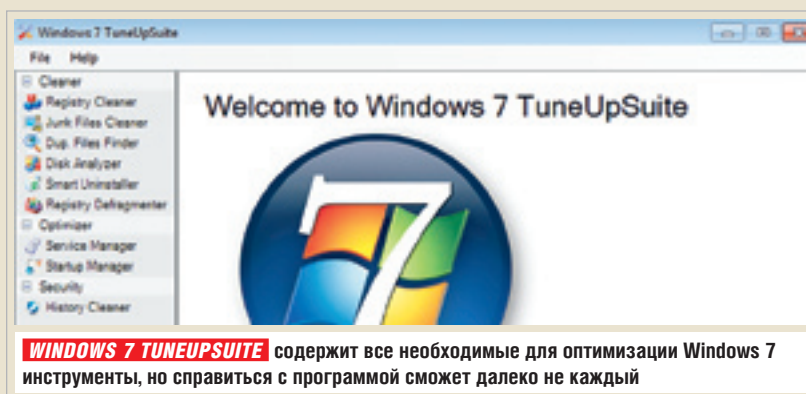 Windows 7 TuneUpSuite
File Help
Cleaner
Registry Cleaner
Junk Files Cleaner
Dup. Files Finder
Disk Analyzer
Smart Uninstaller
Registry Defragmenter
Optimizer
Service Manager
Startup Manager
Security
History Cleaner
Welcome to Windows 7 TuneUpSuite
7
WINDOWS 7 TUNEUPSUITE содержит все необходимые для оптимизации Windows 7
инструменты, но справиться с программой сможет далеко не каждый